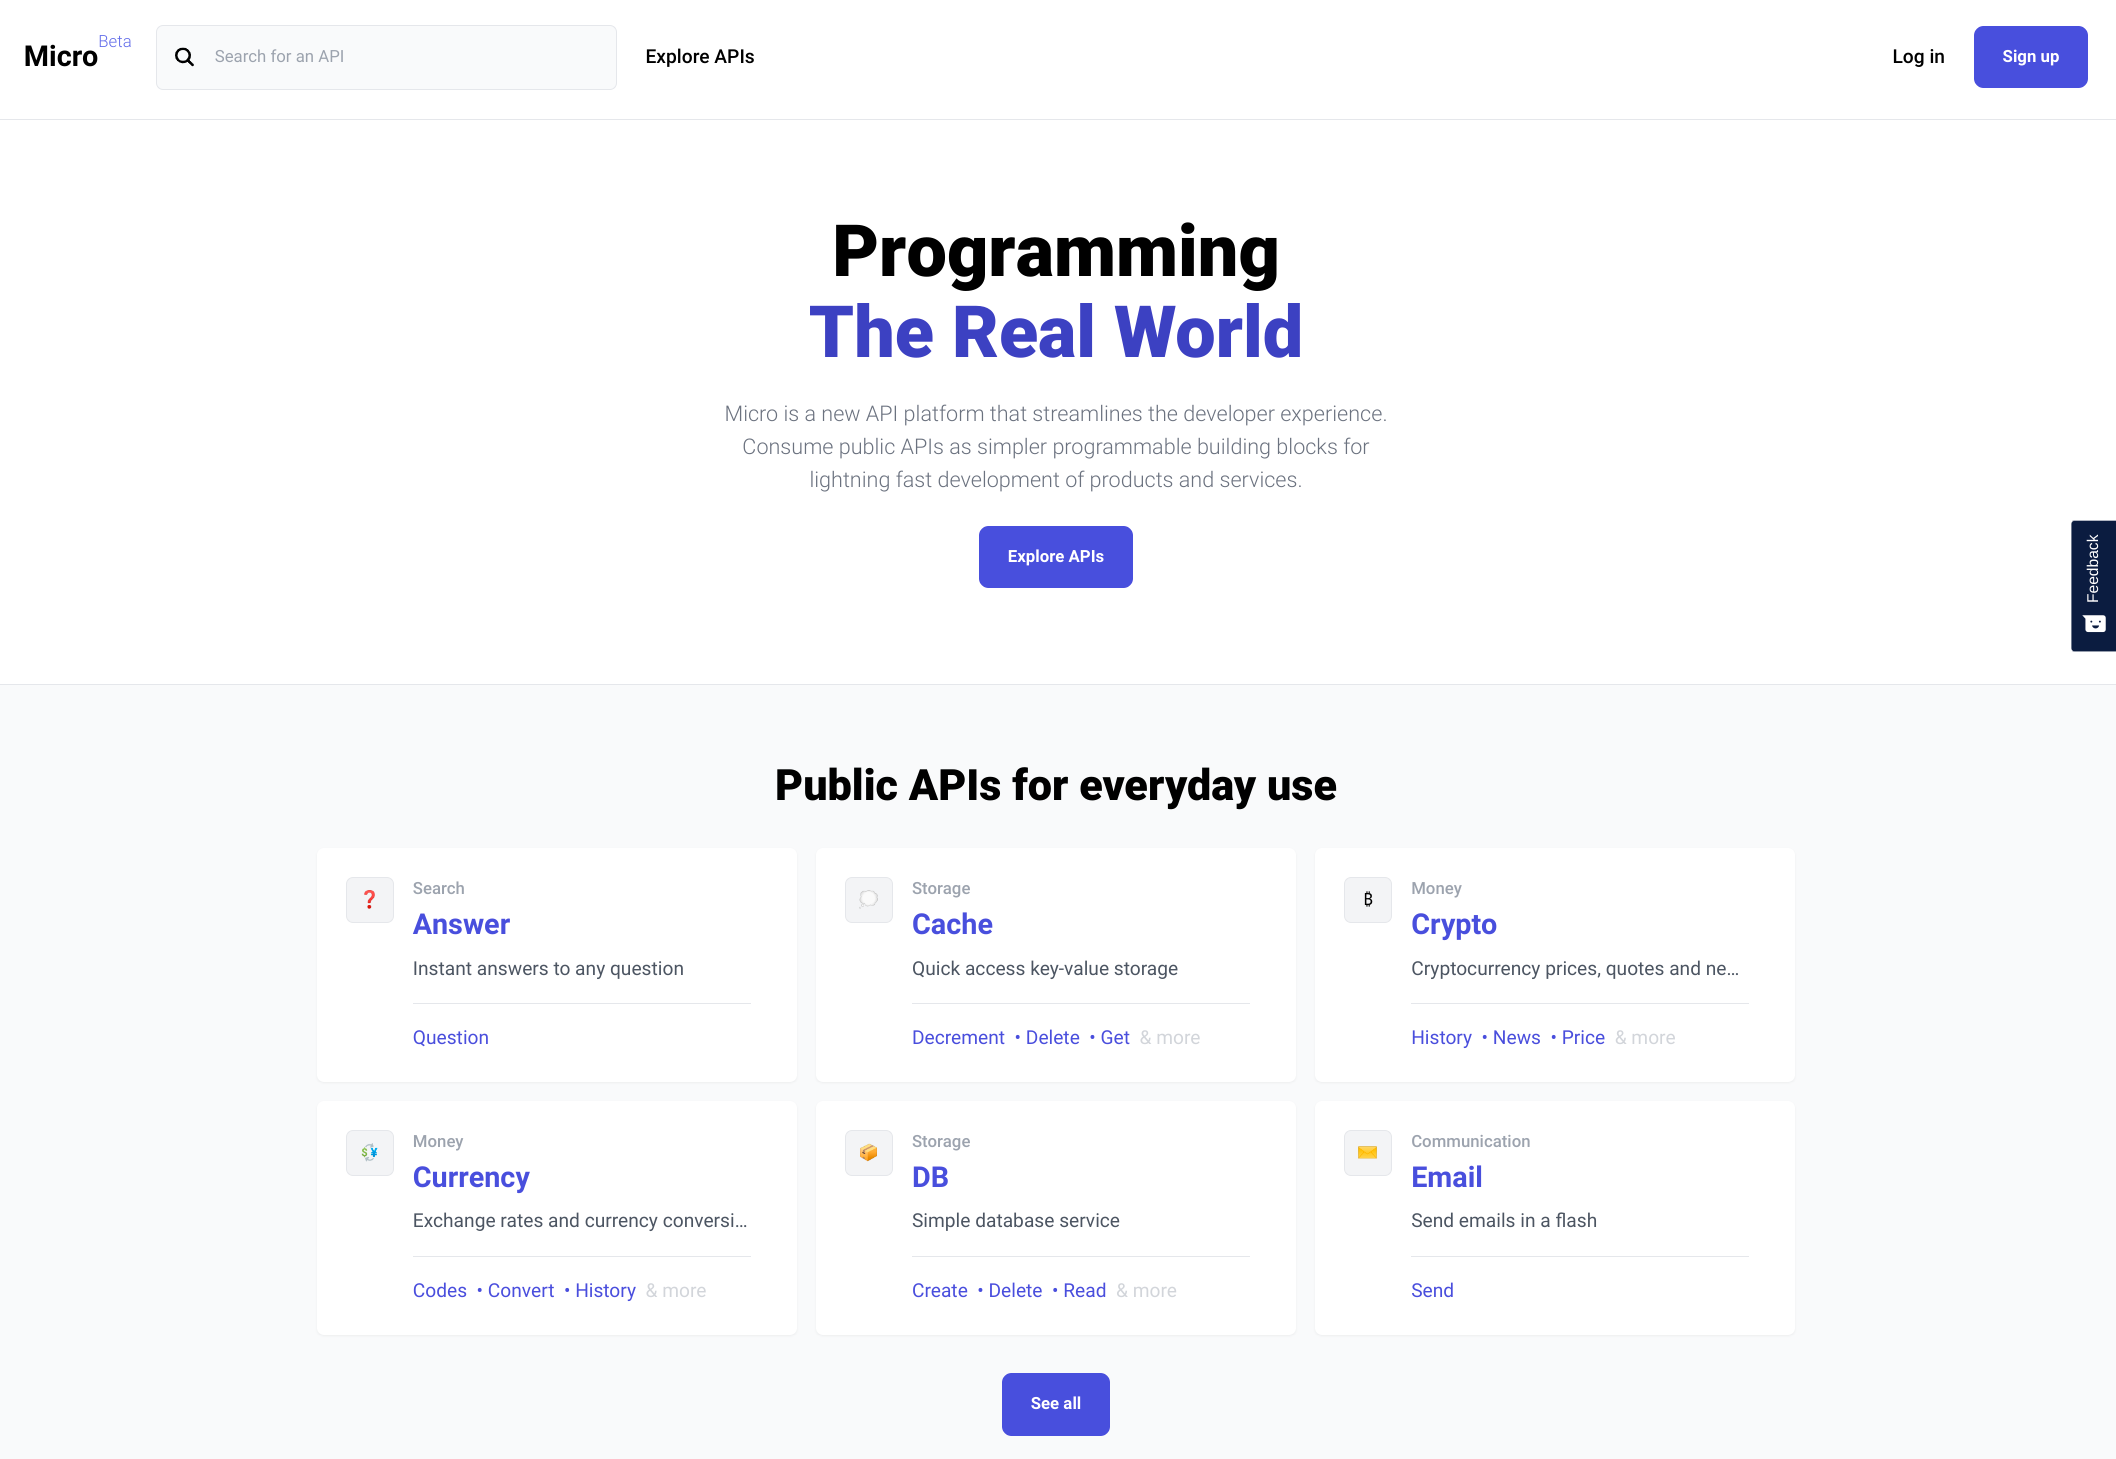 Micro Beta
Search for an API
Explore APIs
Log in
Sign up
Programming
The Real World
Micro is a new API platform that streamlines the developer experience.
Consume public APIs as simpler programmable building blocks for
lightning fast development of products and services.
Explore APIs
Feedback
Public APIs for everyday use
Search
Answer
Instant answers to any question
Question
Storage
Cache
Quick access key-value storage
Decrement • Delete • Get & more
Money
Crypto
Cryptocurrency prices, quotes and ne...
History • News • Price & more
Money
Currency
Exchange rates and currency conversi...
Codes • Convert • History & more
Storage
DB
Simple database service
Create • Delete • Read & more
Communication
Email
Send emails in a flash
Send
See all